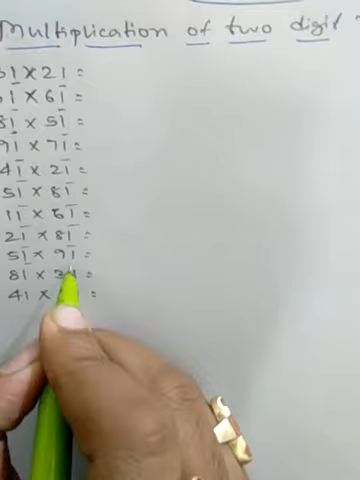 Multiplication of two digit
1 × 21 =
1 × 61 =
81 × 51 =
91 × 71 =
41 × 21 =
51 × 81 =
11 × 61 =
21 × 81 =
51 × 91 =
81 × 31 =
41 × =